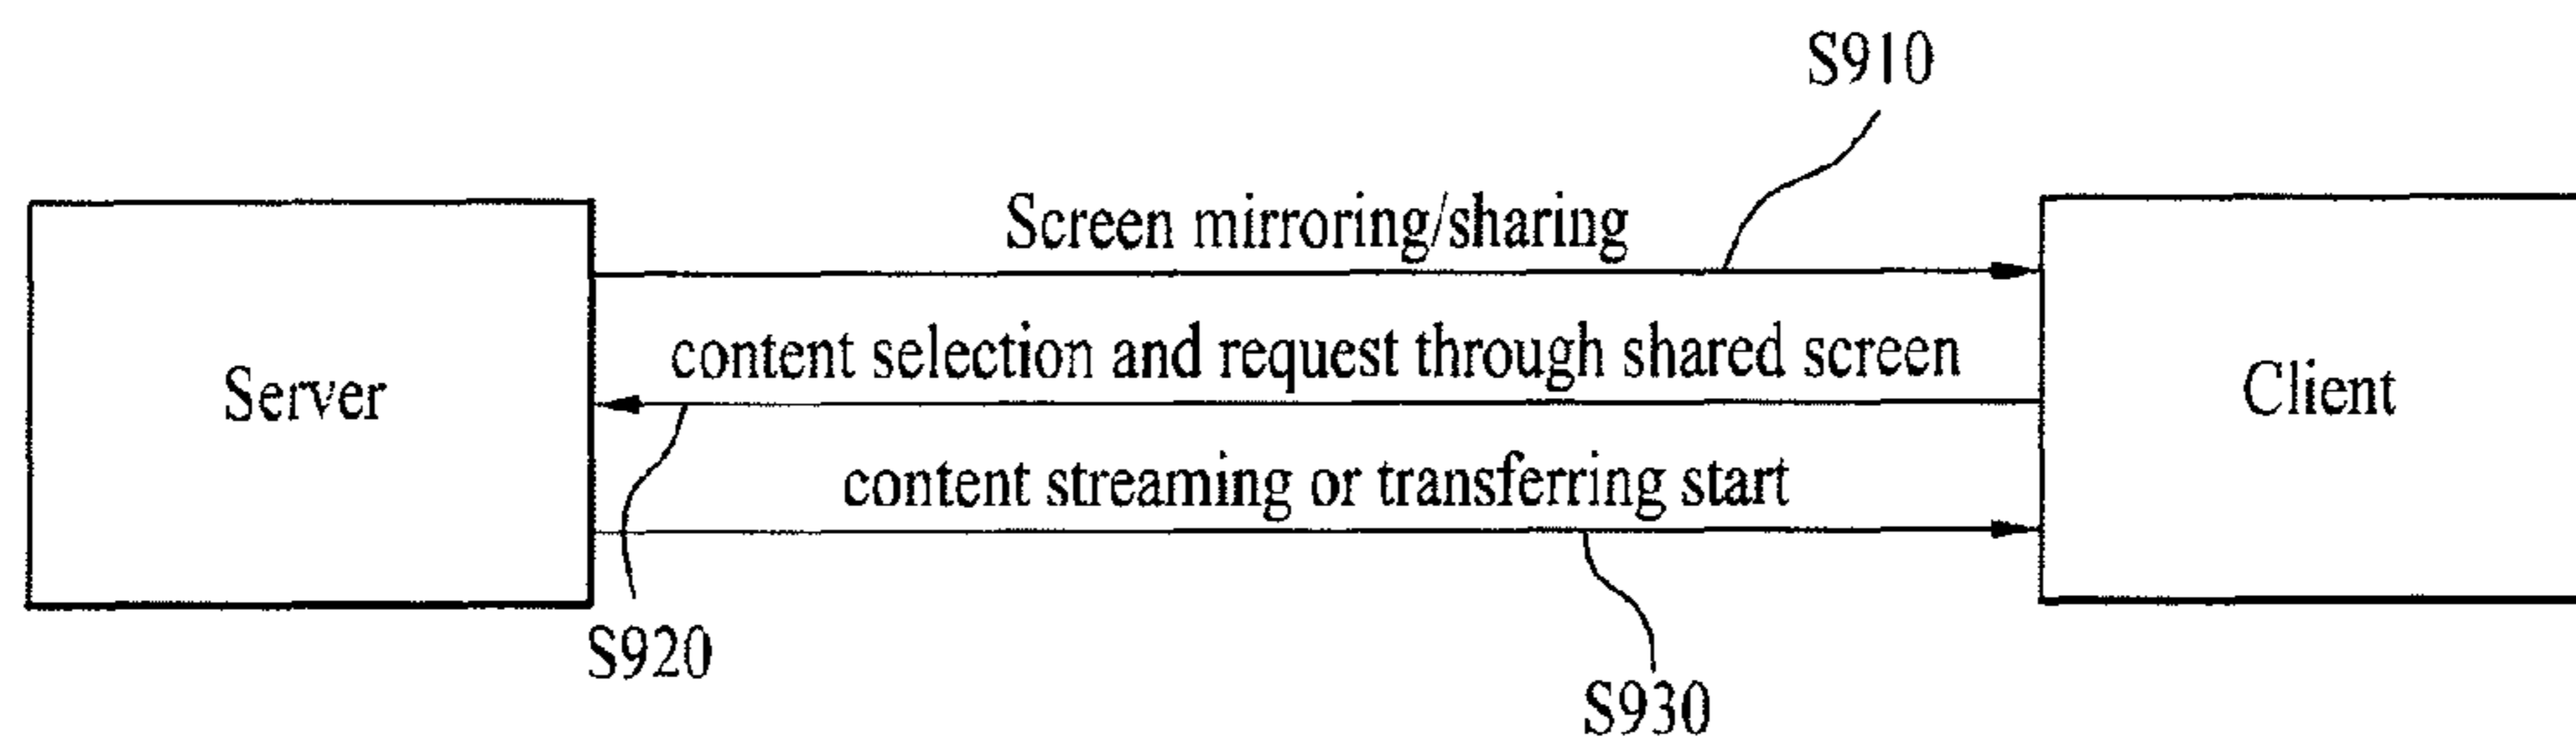 S910
Screen mirroring/sharing
content selection and request through shared screen
Server
Client
content streaming or transferring start
S920
S930